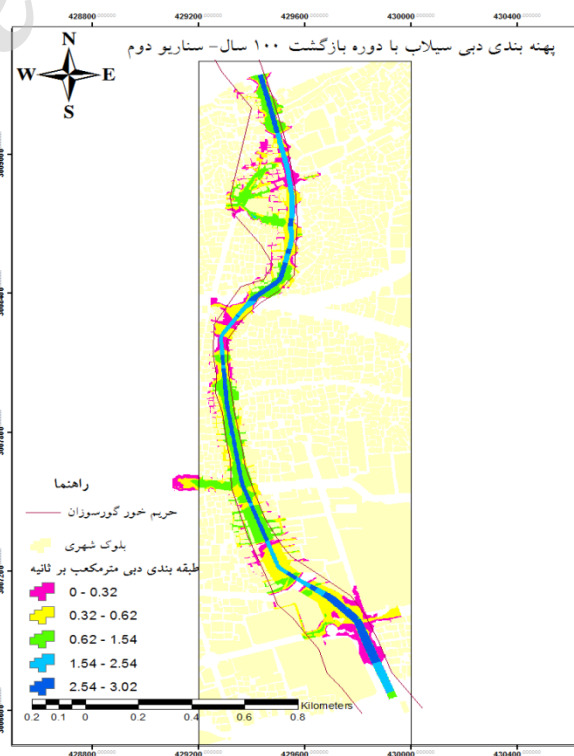 428800 429200 429600 430000 430400
پهنه بندی دبی سیلاب با دوره بازگشت ۱۰۰ سال- سناریو دوم
N
W E
S
راهنما
حریم خور گورسوزان
بلوک شهری
طبقه بندی دبی مترمکعب بر ثانیه
0 - 0.32
0.32 - 0.62
0.62 - 1.54
1.54 - 2.54
2.54 - 3.02
Kilometers
0.2 0.1 0 0.2 0.4 0.6 0.8
428800 429200 429600 430000 430400